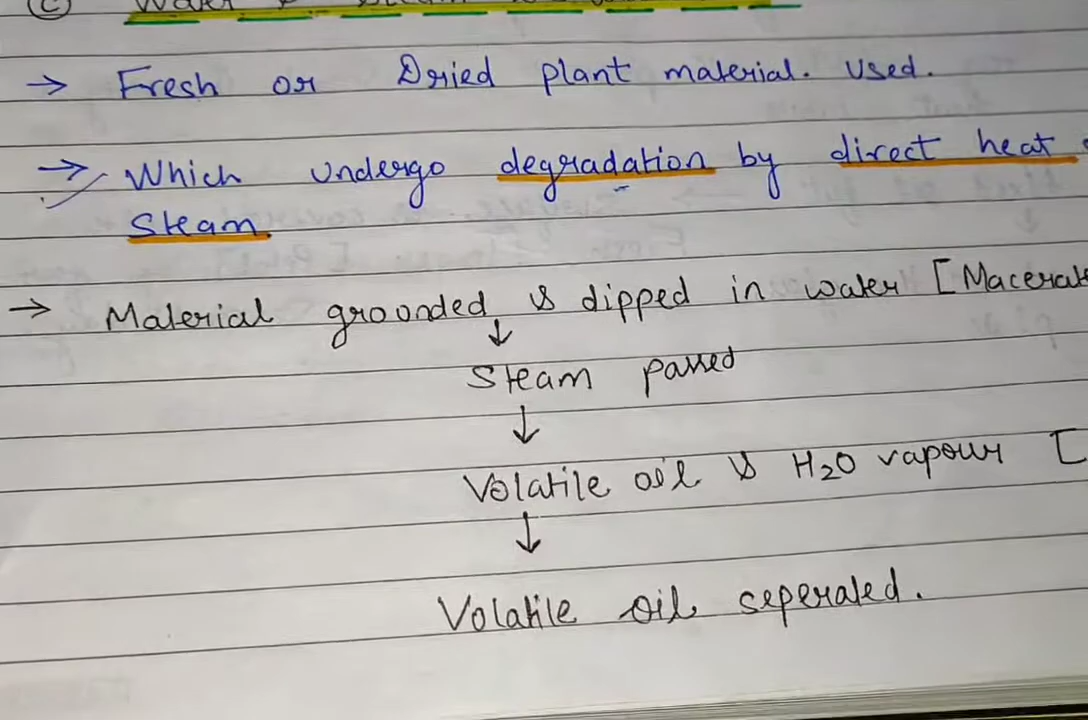 → Fresh or Dried plant material. Used.
→ Which undergo degradation by direct heat
Steam
→ Material groonded & dipped in water [Macerat
↓
Steam passed
↓
Volatile oil & H2O vapour [
↓
Volatile oil seperated.